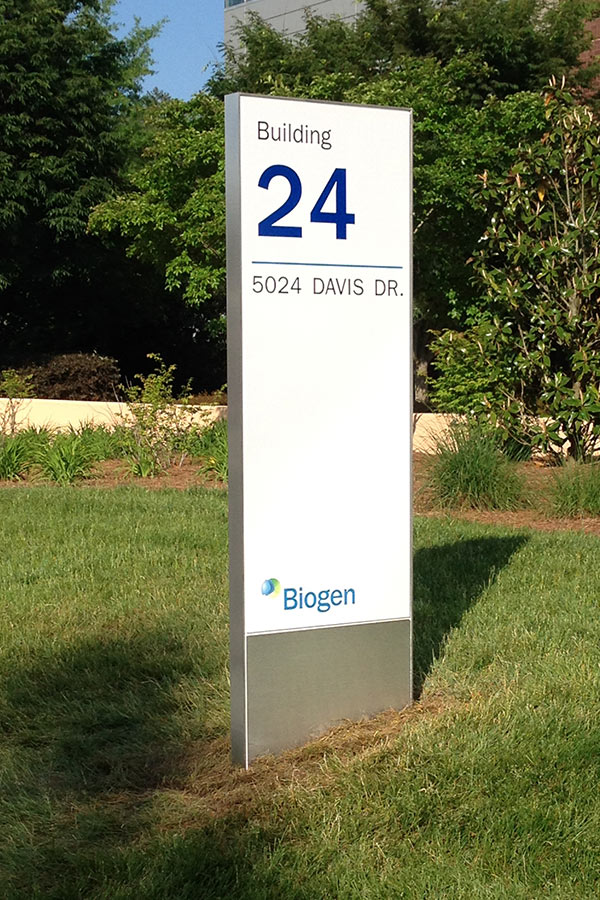 Building
24
5024 DAVIS DR.
Biogen